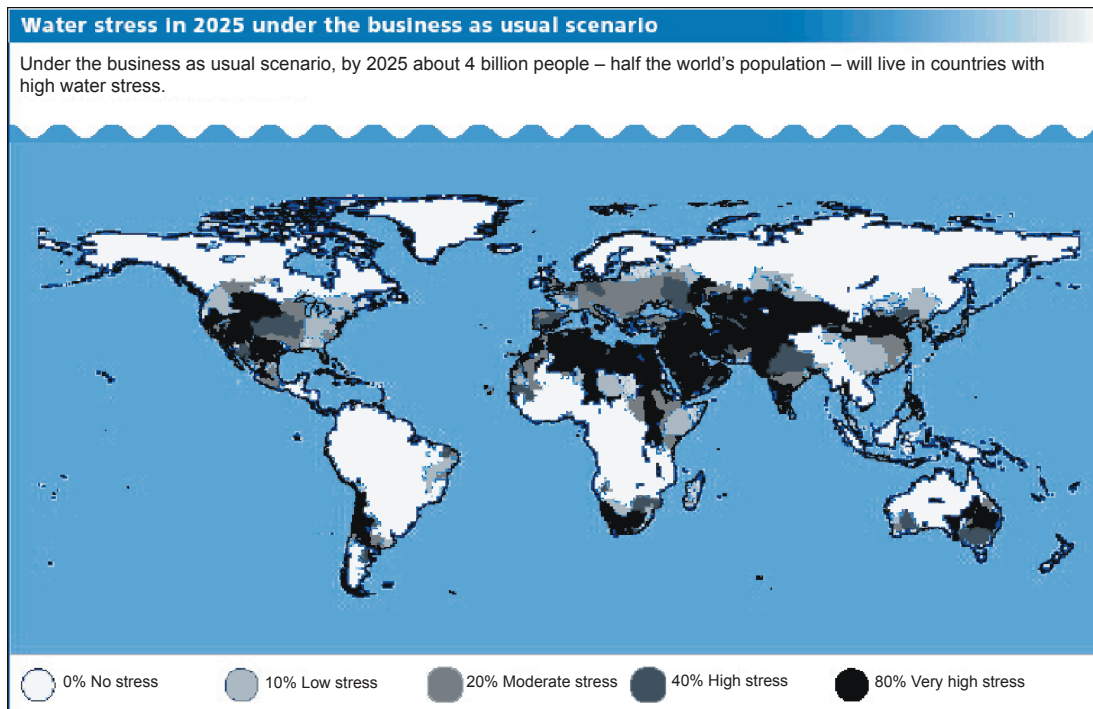 Water stress in 2025 under the business as usual scenario
Under the business as usual scenario, by 2025 about 4 billion people – half the world's population – will live in countries with
high water stress.
0% No stress
10% Low stress
20% Moderate stress
40% High stress
80% Very high stress